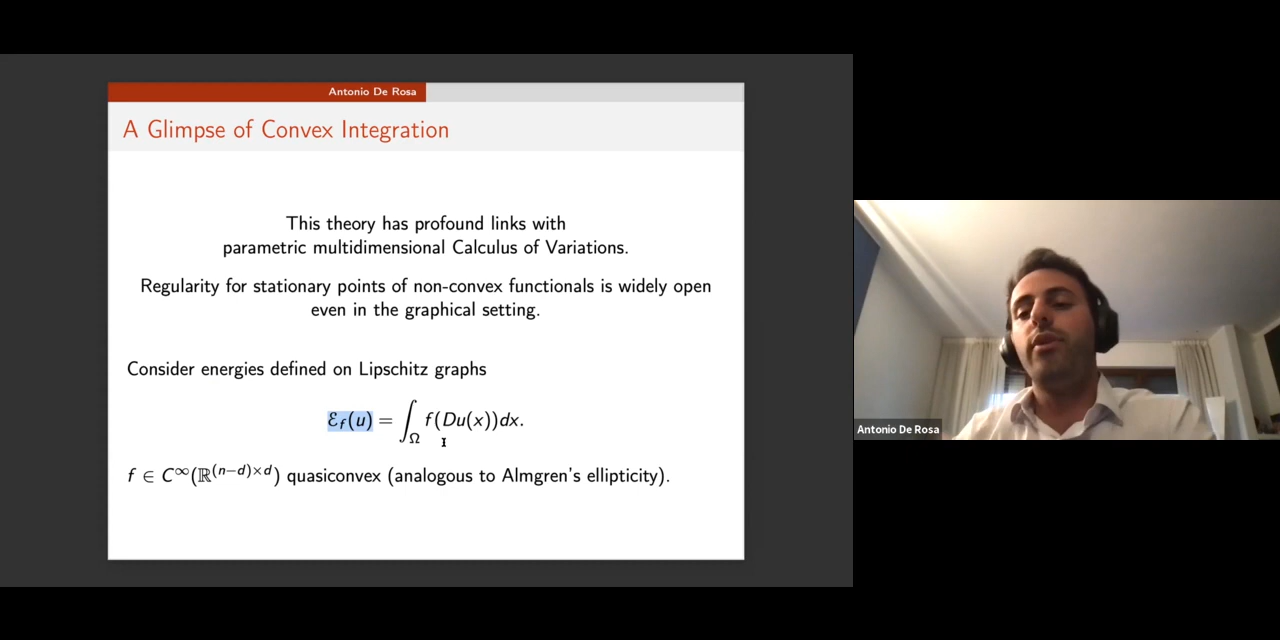 Antonio De Rosa
A Glimpse of Convex Integration
This theory has profound links with
parametric multidimensional Calculus of Variations.
Regularity for stationary points of non-convex functionals is widely open
even in the graphical setting.
Consider energies defined on Lipschitz graphs
ℰ_f(u) = ∫_Ω f(Du(x))dx.
f ∈ C^∞(ℝ^{(n−d)×d}) quasiconvex (analogous to Almgren's ellipticity).
Antonio De Rosa